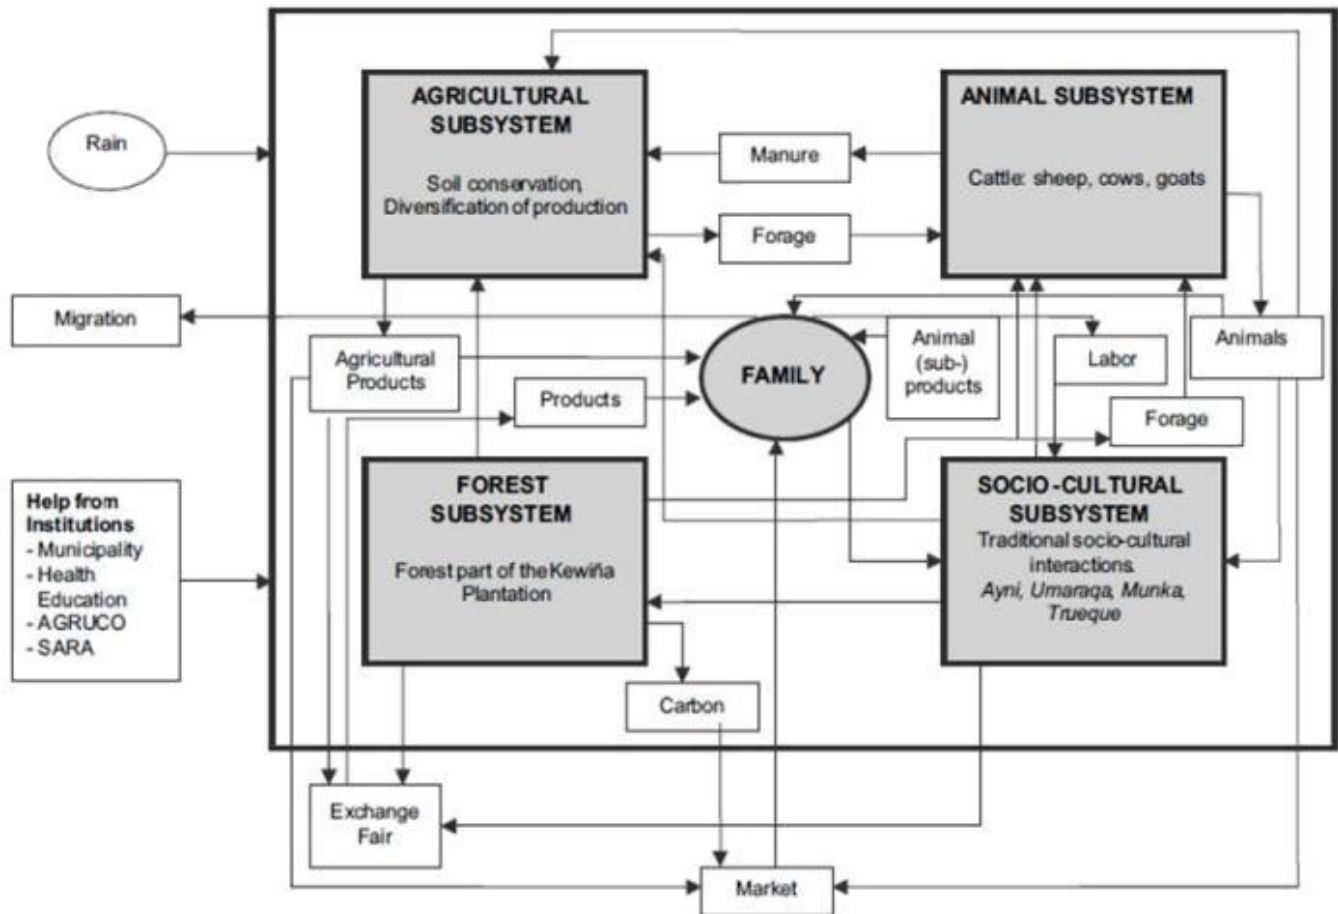 AGRICULTURAL
SUBSYSTEM
Soil conservation,
Diversification of production
ANIMAL SUBSYSTEM
Cattle: sheep, cows, goats
Rain
Manure
Forage
Migration
Agricultural
Products
Products
FAMILY
Animal
(sub-)
products
Labor
Animals
Forage
Help from
Institutions
- Municipality
- Health
Education
- AGRUCO
- SARA
FOREST
SUBSYSTEM
Forest part of the Kewiña
Plantation
SOCIO-CULTURAL
SUBSYSTEM
Traditional socio-cultural
interactions.
Ayni, Umaraqa, Munka,
Trueque
Carbon
Exchange
Fair
Market